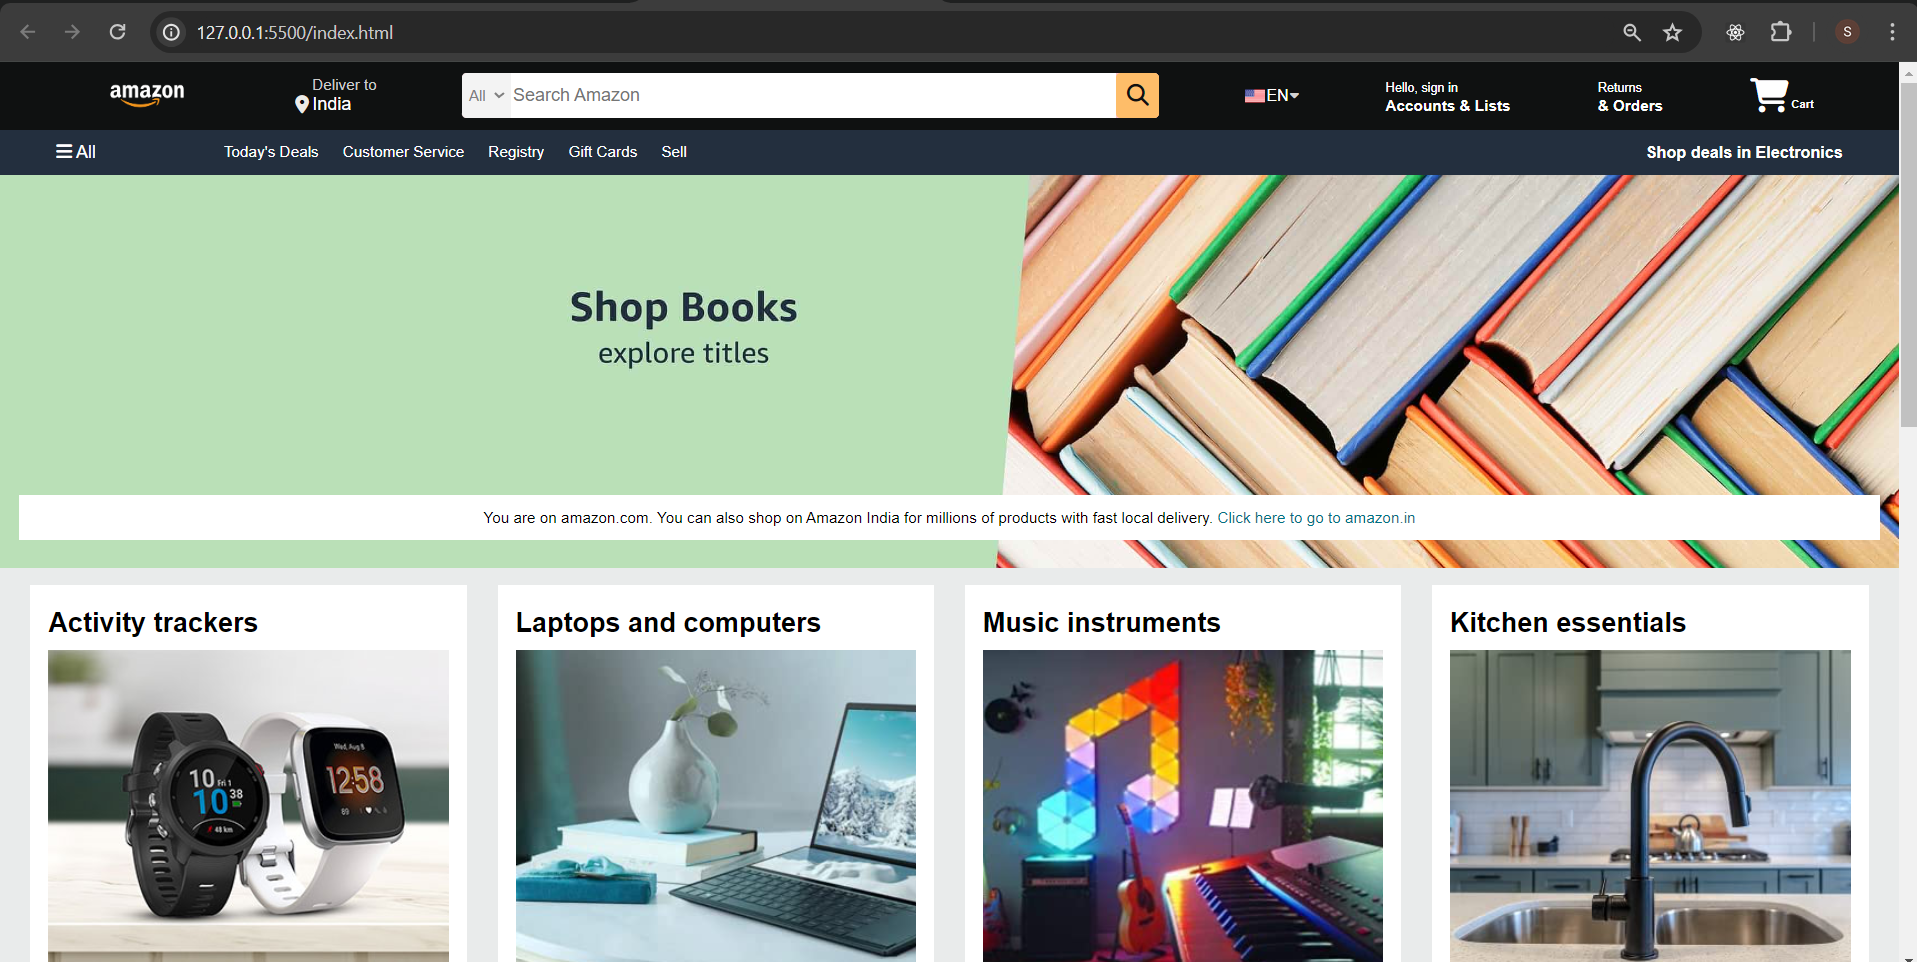 127.0.0.1:5500/index.html
S
amazon
Deliver to
India
All
Search Amazon
EN
Hello, sign in
Accounts & Lists
Returns
& Orders
Cart
All
Today's Deals
Customer Service
Registry
Gift Cards
Sell
Shop deals in Electronics
Shop Books
explore titles
You are on amazon.com. You can also shop on Amazon India for millions of products with fast local delivery. Click here to go to amazon.in
Activity trackers
Laptops and computers
Music instruments
Kitchen essentials
10 Fri 1
10 38
48 km
Wed, Aug 8
12:58
89